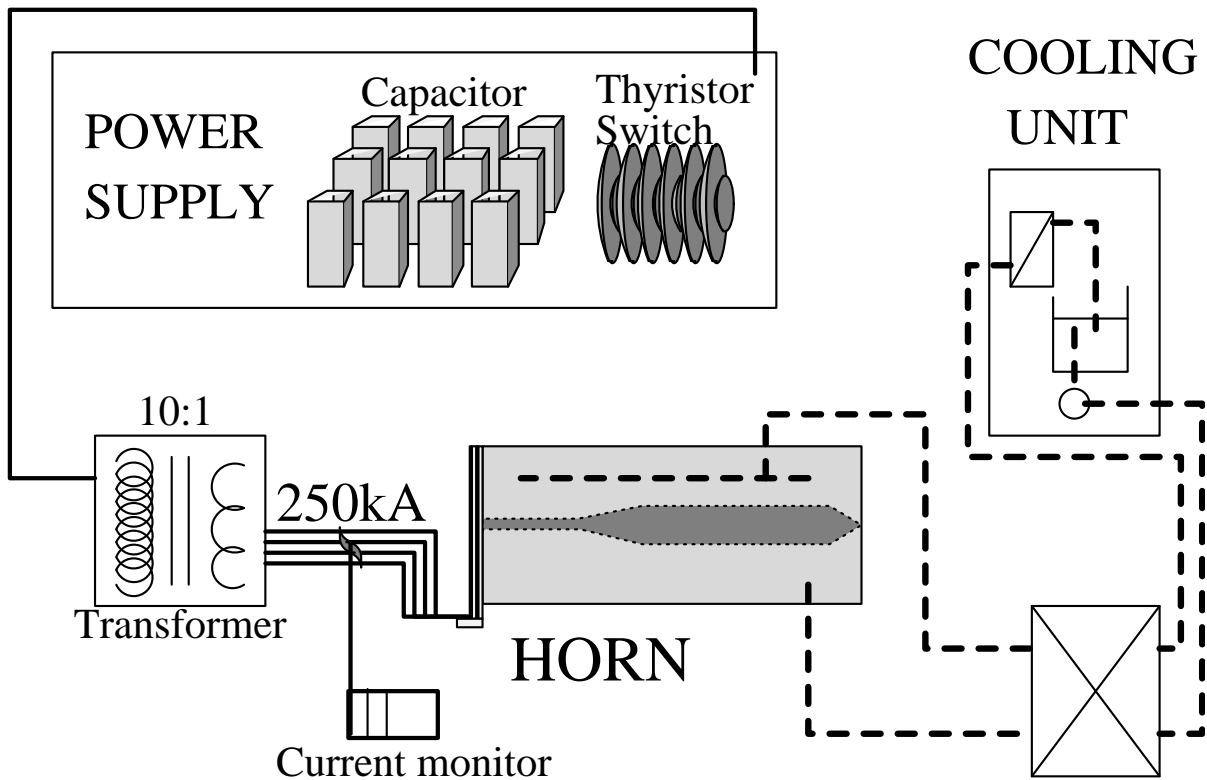 POWER
SUPPLY
Capacitor
Thyristor
Switch
COOLING
UNIT
10:1
250kA
Transformer
HORN
Current monitor